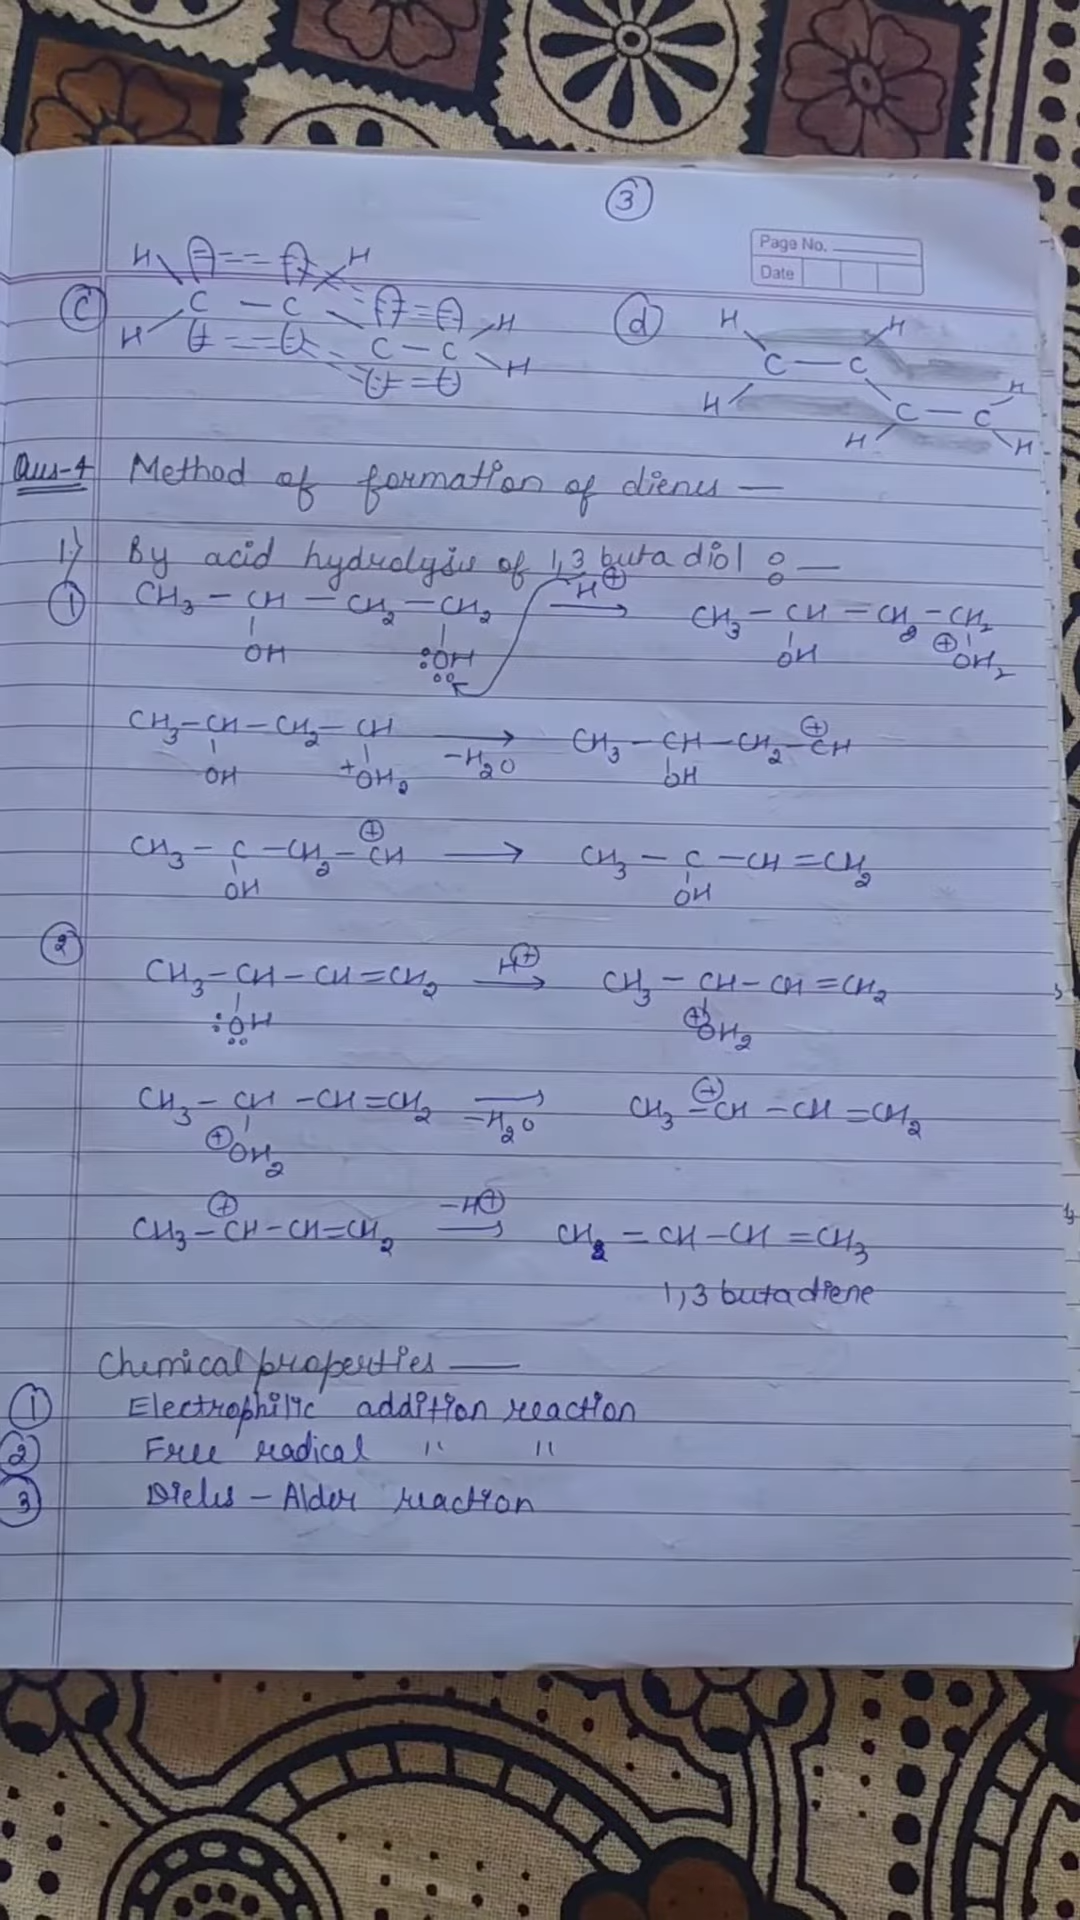 3
Page No.
Date
H H
C C — C H
H C — C H
d H H
C — C
H C — C H
H H
Ques-4 Method of formation of dienes —
1) By acid hydrolysis of 1,3 butadiol :—
① CH₃ – CH – CH₂ – CH₂ H⊕ → CH₃ – CH – CH₂ – CH₂
OH :OH OH ⊕OH₂
CH₃ – CH – CH₂ – CH → CH₃ – CH – CH₂ – ⊕CH
OH +OH₂ –H₂O OH
CH₃ – C – CH₂ – ⊕CH → CH₃ – C – CH = CH₂
OH OH
② CH₃ – CH – CH = CH₂ H⊕ → CH₃ – CH – CH = CH₂
:OH ⊕OH₂
CH₃ – CH – CH = CH₂ → –H₂O CH₃ – ⊕CH – CH = CH₂
⊕OH₂
CH₃ – ⊕CH – CH = CH₂ –H⊕ → CH₂ = CH – CH = CH₃
1,3 butadiene
Chemical properties —
① Electrophilic addition reaction
② Free radical " "
③ Diels – Alder reaction